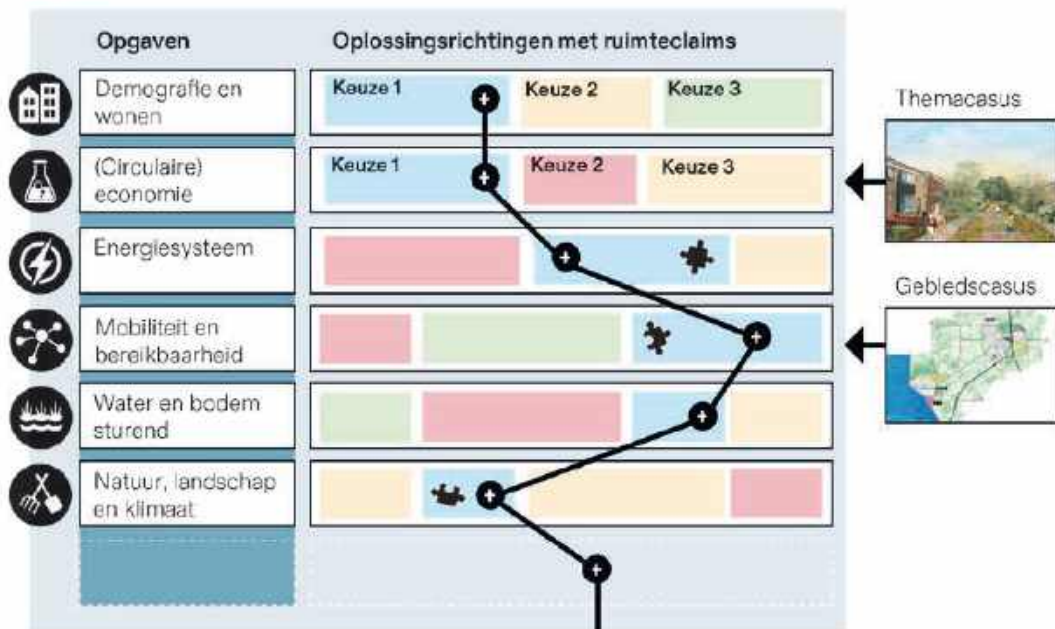 Opgaven
Oplossingsrichtingen met ruimteclaims
Demografie en
wonen
Keuze 1
Keuze 2
Keuze 3
(Circulaire)
economie
Keuze 1
Keuze 2
Keuze 3
Energiesysteem
Mobiliteit en
bereikbaarheid
Water en bodem
sturend
Natuur, landschap
en klimaat
Themacasus
Gebiedscasus